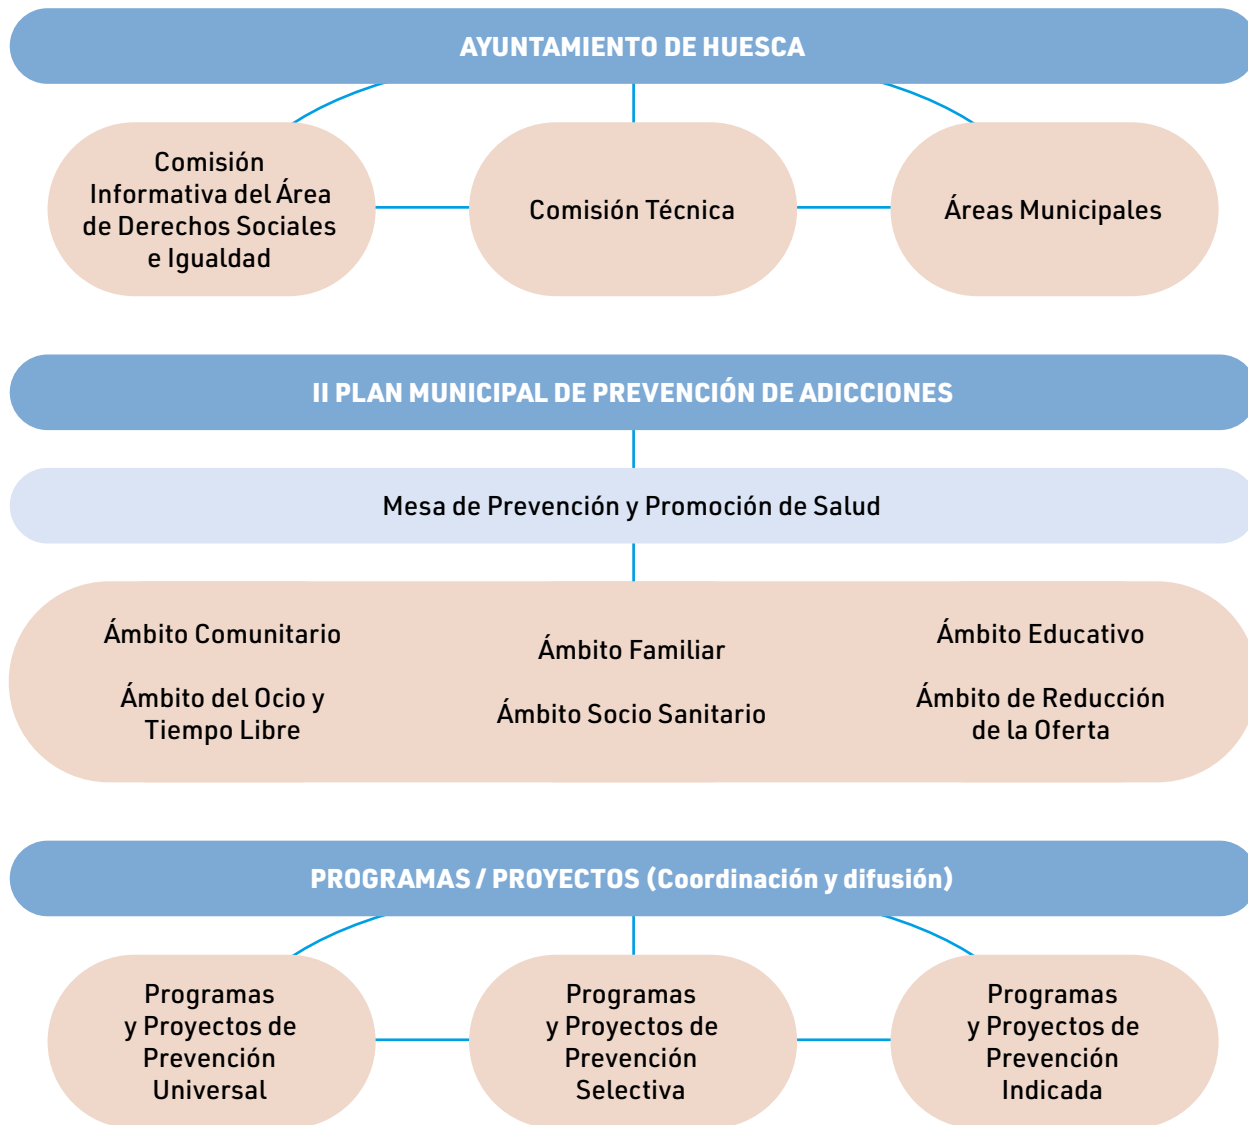 AYUNTAMIENTO DE HUESCA
Comisión
Informativa del Área
de Derechos Sociales
e Igualdad
Comisión Técnica
Áreas Municipales
II PLAN MUNICIPAL DE PREVENCIÓN DE ADICCIONES
Mesa de Prevención y Promoción de Salud
Ámbito Comunitario
Ámbito del Ocio y
Tiempo Libre
Ámbito Familiar
Ámbito Socio Sanitario
Ámbito Educativo
Ámbito de Reducción
de la Oferta
PROGRAMAS / PROYECTOS (Coordinación y difusión)
Programas
y Proyectos de
Prevención
Universal
Programas
y Proyectos de
Prevención
Selectiva
Programas
y Proyectos de
Prevención
Indicada